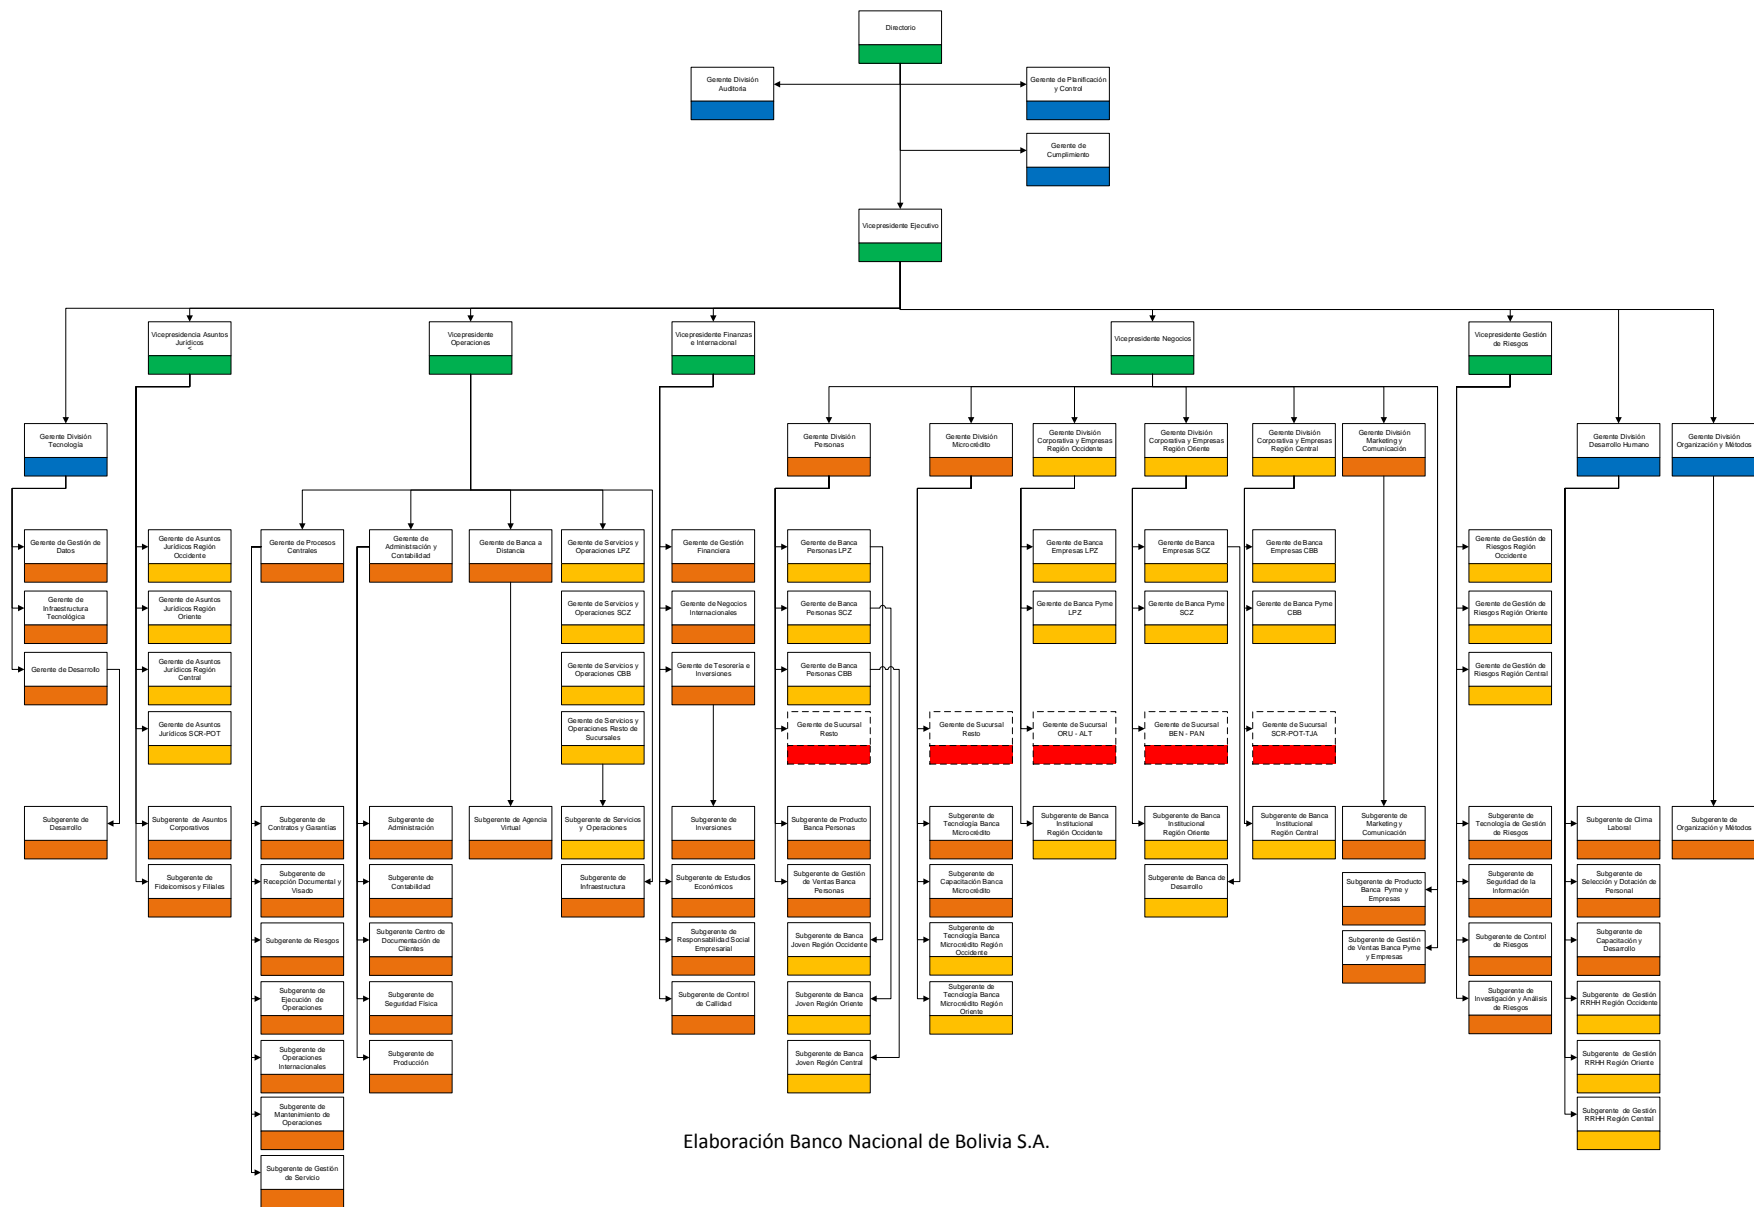 Directorio
Gerente División
Auditoria
Gerente de Planificación
y Control
Gerente de
Cumplimiento
Vicepresidente Ejecutivo
Vicepresidencia Asuntos
Jurídicos
<
Vicepresidente
Operaciones
Vicepresidente Finanzas
e Internacional
Vicepresidente Negocios
Vicepresidente Gestión
de Riesgos
Gerente División
Tecnología
Gerente División
Personas
Gerente División
Microcrédito
Gerente División
Corporativa y Empresas
Región Occidente
Gerente División
Corporativa y Empresas
Región Oriente
Gerente División
Corporativa y Empresas
Región Central
Gerente División
Marketing y
Comunicación
Gerente División
Desarrollo Humano
Gerente División
Organización y Métodos
Gerente de Gestión de
Datos
Gerente de Asuntos
Jurídicos Región
Occidente
Gerente de Procesos
Centrales
Gerente de
Administración y
Contabilidad
Gerente de Banca a
Distancia
Gerente de Servicios y
Operaciones LPZ
Gerente de Gestión
Financiera
Gerente de Banca
Personas LPZ
Gerente de Banca
Empresas LPZ
Gerente de Banca
Empresas SCZ
Gerente de Banca
Empresas CBB
Gerente de Gestión de
Riesgos Región
Occidente
Gerente de
Infraestructura
Tecnológica
Gerente de Asuntos
Jurídicos Región
Oriente
Gerente de Servicios y
Operaciones SCZ
Gerente de Negocios
Internacionales
Gerente de Banca
Personas SCZ
Gerente de Banca Pyme
LPZ
Gerente de Banca Pyme
SCZ
Gerente de Banca Pyme
CBB
Gerente de Gestión de
Riesgos Región Oriente
Gerente de Desarrollo
Gerente de Asuntos
Jurídicos Región
Central
Gerente de Servicios y
Operaciones CBB
Gerente de Tesorería e
Inversiones
Gerente de Banca
Personas CBB
Gerente de Gestión de
Riesgos Región Central
Gerente de Asuntos
Jurídicos SCR-POT
Gerente de Servicios y
Operaciones Resto de
Sucursales
Gerente de Sucursal
Resto
Gerente de Sucursal
Resto
Gerente de Sucursal
ORU - ALT
Gerente de Sucursal
BEN - PAN
Gerente de Sucursal
SCR-POT-TJA
Subgerente de
Desarrollo
Subgerente de Asuntos
Corporativos
Subgerente de
Contratos y Garantías
Subgerente de
Administración
Subgerente de Agencia
Virtual
Subgerente de Servicios
y Operaciones
Subgerente de
Inversiones
Subgerente de Producto
Banca Personas
Subgerente de
Tecnología Banca
Microcrédito
Subgerente de Banca
Institucional
Región Occidente
Subgerente de Banca
Institucional
Región Oriente
Subgerente de Banca
Institucional
Región Central
Subgerente de
Marketing y
Comunicación
Subgerente de
Tecnología de Gestión
de Riesgos
Subgerente de Clima
Laboral
Subgerente de
Organización y Métodos
Subgerente de
Fideicomisos y Filiales
Subgerente de
Recepción Documental y
Visado
Subgerente de
Contabilidad
Subgerente de
Infraestructura
Subgerente de Estudios
Económicos
Subgerente de Gestión
de Ventas Banca
Personas
Subgerente de
Capacitación Banca
Microcrédito
Subgerente de Banca de
Desarrollo
Subgerente de Producto
Banca Pyme y
Empresas
Subgerente de
Seguridad de la
Información
Subgerente de
Selección y Dotación de
Personal
Subgerente de Riesgos
Subgerente Centro de
Documentación de
Clientes
Subgerente de
Responsabilidad Social
Empresarial
Subgerente de Banca
Joven Región Occidente
Subgerente de
Tecnología Banca
Microcrédito Región
Occidente
Subgerente de Gestión
de Ventas Banca Pyme
y Empresas
Subgerente de Control
de Riesgos
Subgerente de
Capacitación y
Desarrollo
Subgerente de
Ejecución de
Operaciones
Subgerente de
Seguridad Física
Subgerente de Control
de Callidad
Subgerente de Banca
Joven Región Oriente
Subgerente de
Tecnología Banca
Microcrédito Región
Oriente
Subgerente de
Investigación y Análisis
de Riesgos
Subgerente de Gestión
RRHH Región Occidente
Subgerente de
Operaciones
Internacionales
Subgerente de
Producción
Subgerente de Banca
Joven Región Central
Subgerente de Gestión
RRHH Región Oriente
Subgerente de
Mantenimiento de
Operaciones
Subgerente de Gestión
RRHH Región Central
Elaboración Banco Nacional de Bolivia S.A.
Subgerente de Gestión
de Servicio